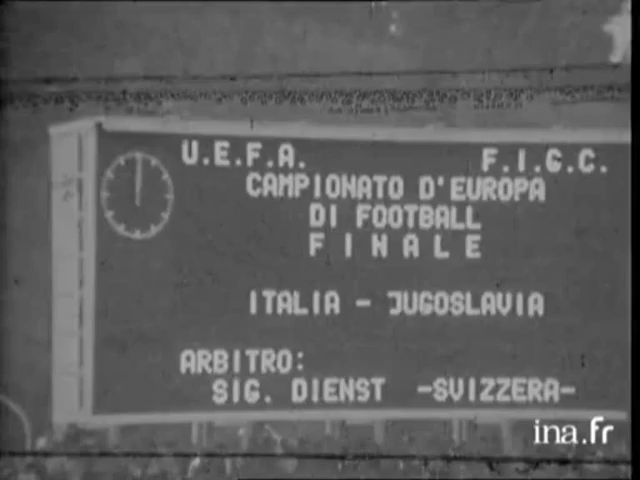 U.E.F.A. F.I.G.C.
CAMPIONATO D'EUROPA
DI FOOTBALL
FINALE
ITALIA - JUGOSLAVIA
ARBITRO:
SIG. DIENST -SVIZZERA-
ina.fr